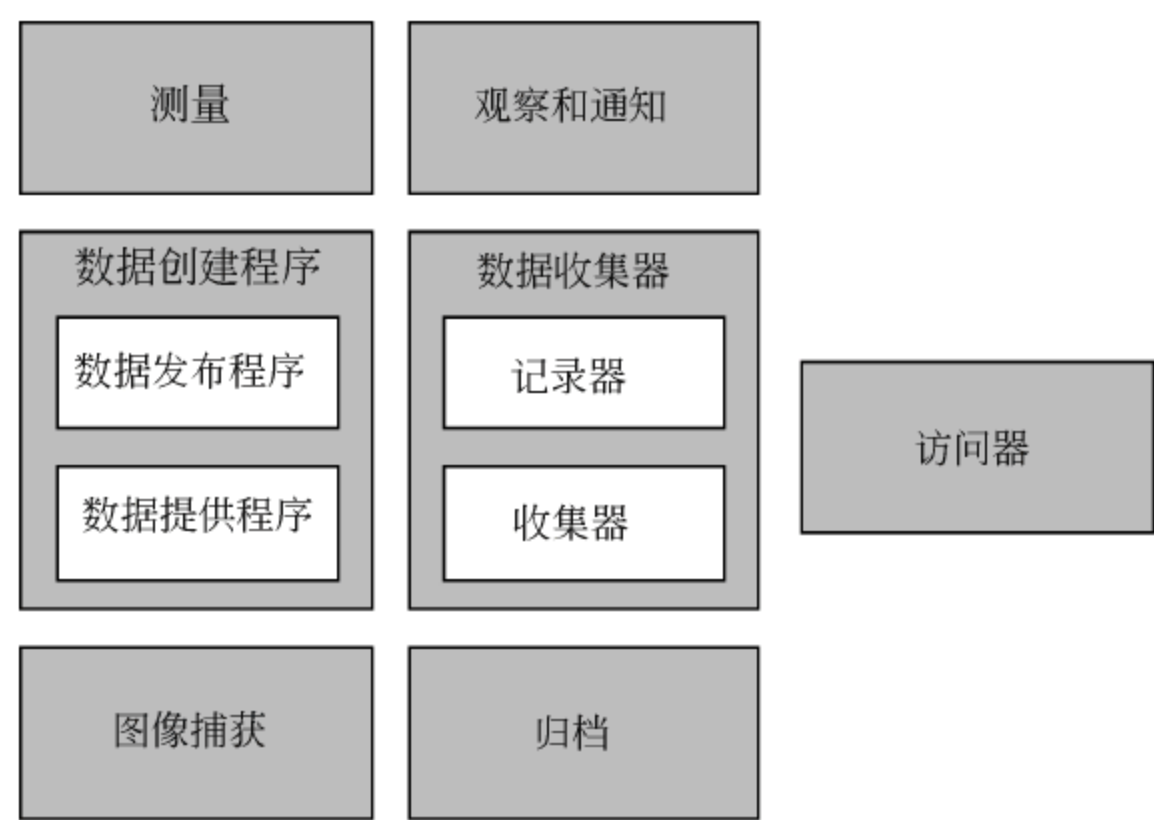 测量
观察和通知
数据创建程序
数据发布程序
数据提供程序
数据收集器
记录器
收集器
访问器
图像捕获
归档